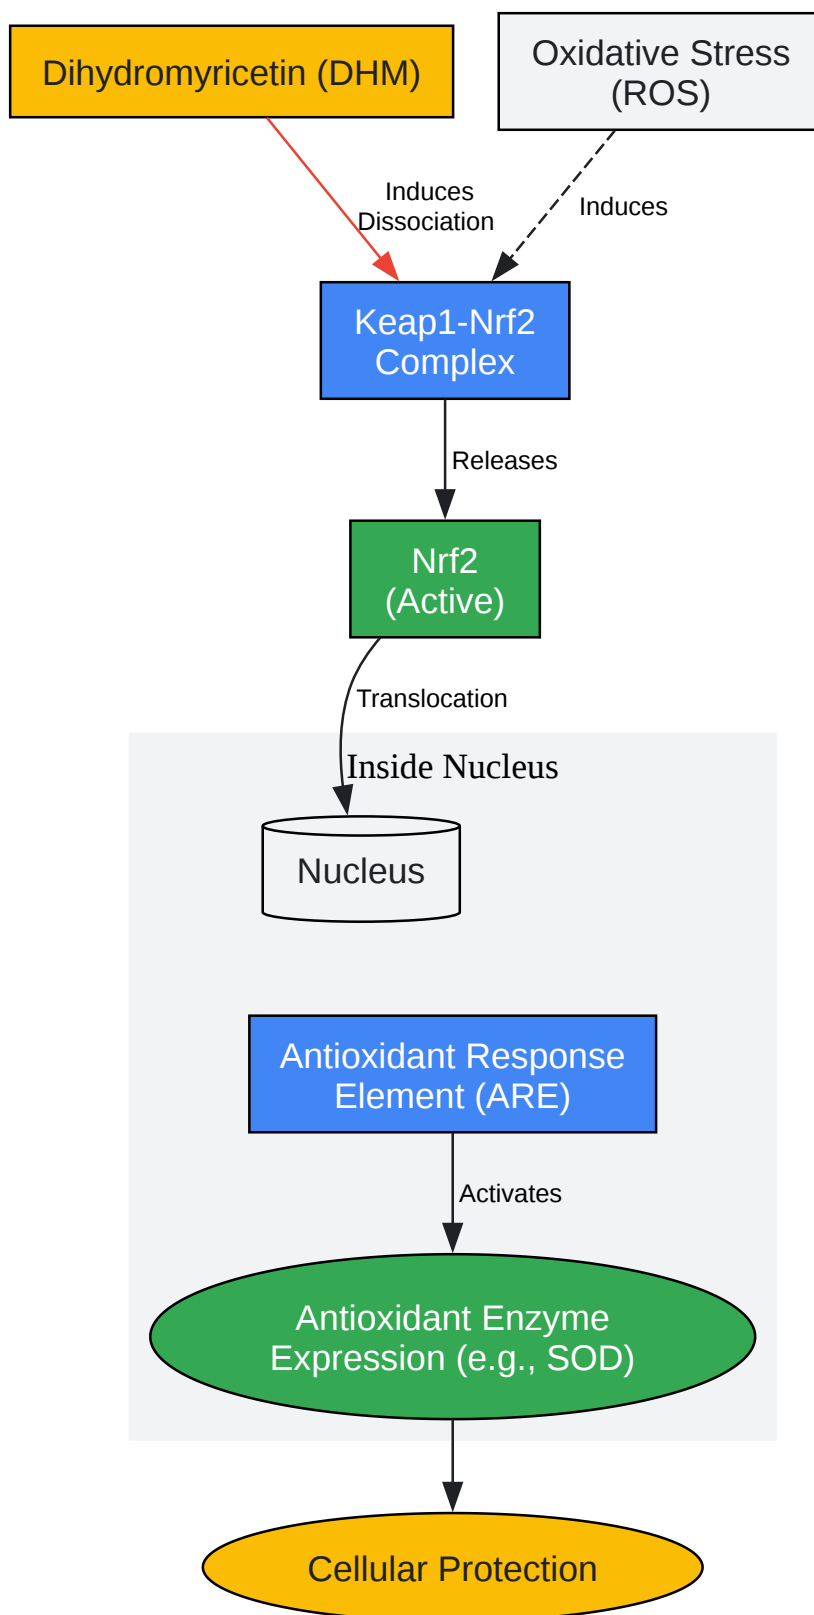 Dihydromyricetin (DHM)
Oxidative Stress
(ROS)
Induces
Dissociation
Induces
Keap1-Nrf2
Complex
Releases
Nrf2
(Active)
Translocation
Inside Nucleus
Nucleus
Antioxidant Response
Element (ARE)
Activates
Antioxidant Enzyme
Expression (e.g., SOD)
Cellular Protection